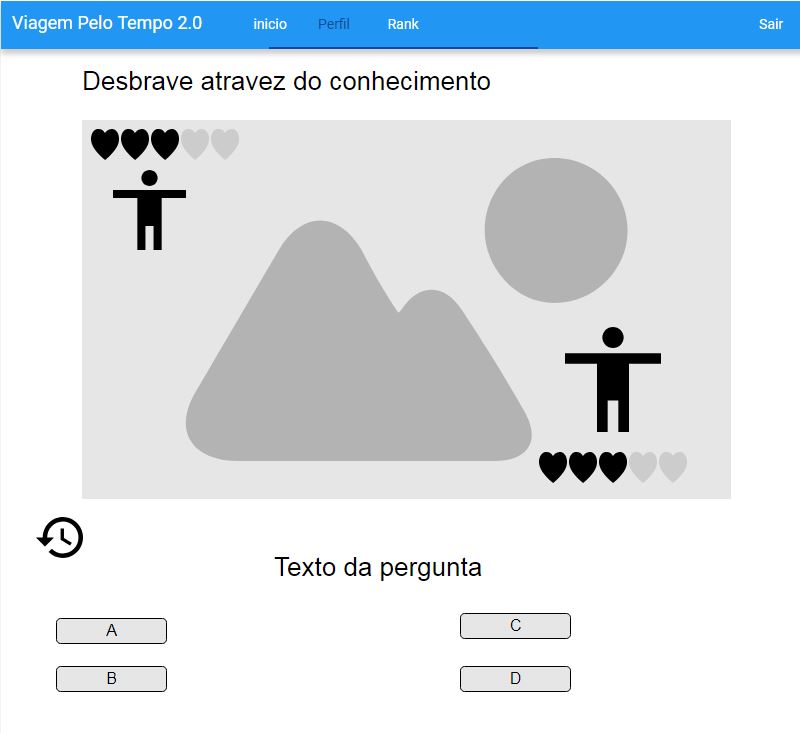 Viagem Pelo Tempo 2.0 inicio Perfil Rank Sair
Desbrave atravez do conhecimento
Texto da pergunta
A
C
B
D